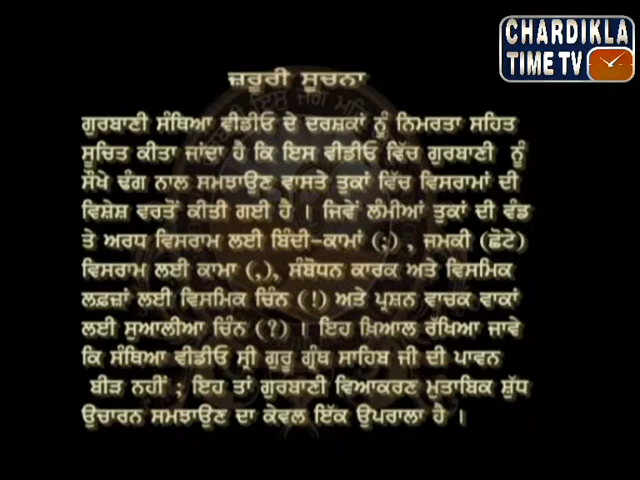 CHARDIKLA
TIME TV
ਜ਼ਰੂਰੀ ਸੂਚਨਾ
ਗੁਰਬਾਣੀ ਸੰਥਿਆ ਵੀਡੀਓ ਦੇ ਦਰਸ਼ਕਾਂ ਨੂੰ ਨਿਮਰਤਾ ਸਹਿਤ
ਸੂਚਿਤ ਕੀਤਾ ਜਾਂਦਾ ਹੈ ਕਿ ਇਸ ਵੀਡੀਓ ਵਿੱਚ ਗੁਰਬਾਣੀ ਨੂੰ
ਸੌਖੇ ਢੰਗ ਨਾਲ ਸਮਝਾਉਣ ਵਾਸਤੇ ਤੁਕਾਂ ਵਿੱਚ ਵਿਸਰਾਮਾਂ ਦੀ
ਵਿਸ਼ੇਸ਼ ਵਰਤੋਂ ਕੀਤੀ ਗਈ ਹੈ । ਜਿਵੇਂ ਲੰਮੀਆਂ ਤੁਕਾਂ ਦੀ ਵੰਡ
ਤੇ ਅਰਧ ਵਿਸਰਾਮ ਲਈ ਬਿੰਦੀ-ਕਾਮਾਂ (;) , ਜਮਕੀ (ਛੋਟੇ)
ਵਿਸਰਾਮ ਲਈ ਕਾਮਾ (,), ਸੰਬੋਧਨ ਕਾਰਕ ਅਤੇ ਵਿਸਮਿਕ
ਲਫ਼ਜ਼ਾਂ ਲਈ ਵਿਸਮਿਕ ਚਿੰਨ (!) ਅਤੇ ਪ੍ਰਸ਼ਨ ਵਾਚਕ ਵਾਕਾਂ
ਲਈ ਸੁਆਲੀਆ ਚਿੰਨ (?) । ਇਹ ਖ਼ਿਆਲ ਰੱਖਿਆ ਜਾਵੇ
ਕਿ ਸੰਥਿਆ ਵੀਡੀਓ ਸ੍ਰੀ ਗੁਰੂ ਗ੍ਰੰਥ ਸਾਹਿਬ ਜੀ ਦੀ ਪਾਵਨ
ਬੀੜ ਨਹੀਂ ; ਇਹ ਤਾਂ ਗੁਰਬਾਣੀ ਵਿਆਕਰਣ ਮੁਤਾਬਿਕ ਸ਼ੁੱਧ
ਉਚਾਰਨ ਸਮਝਾਉਣ ਦਾ ਕੇਵਲ ਇੱਕ ਉਪਰਾਲਾ ਹੈ ।